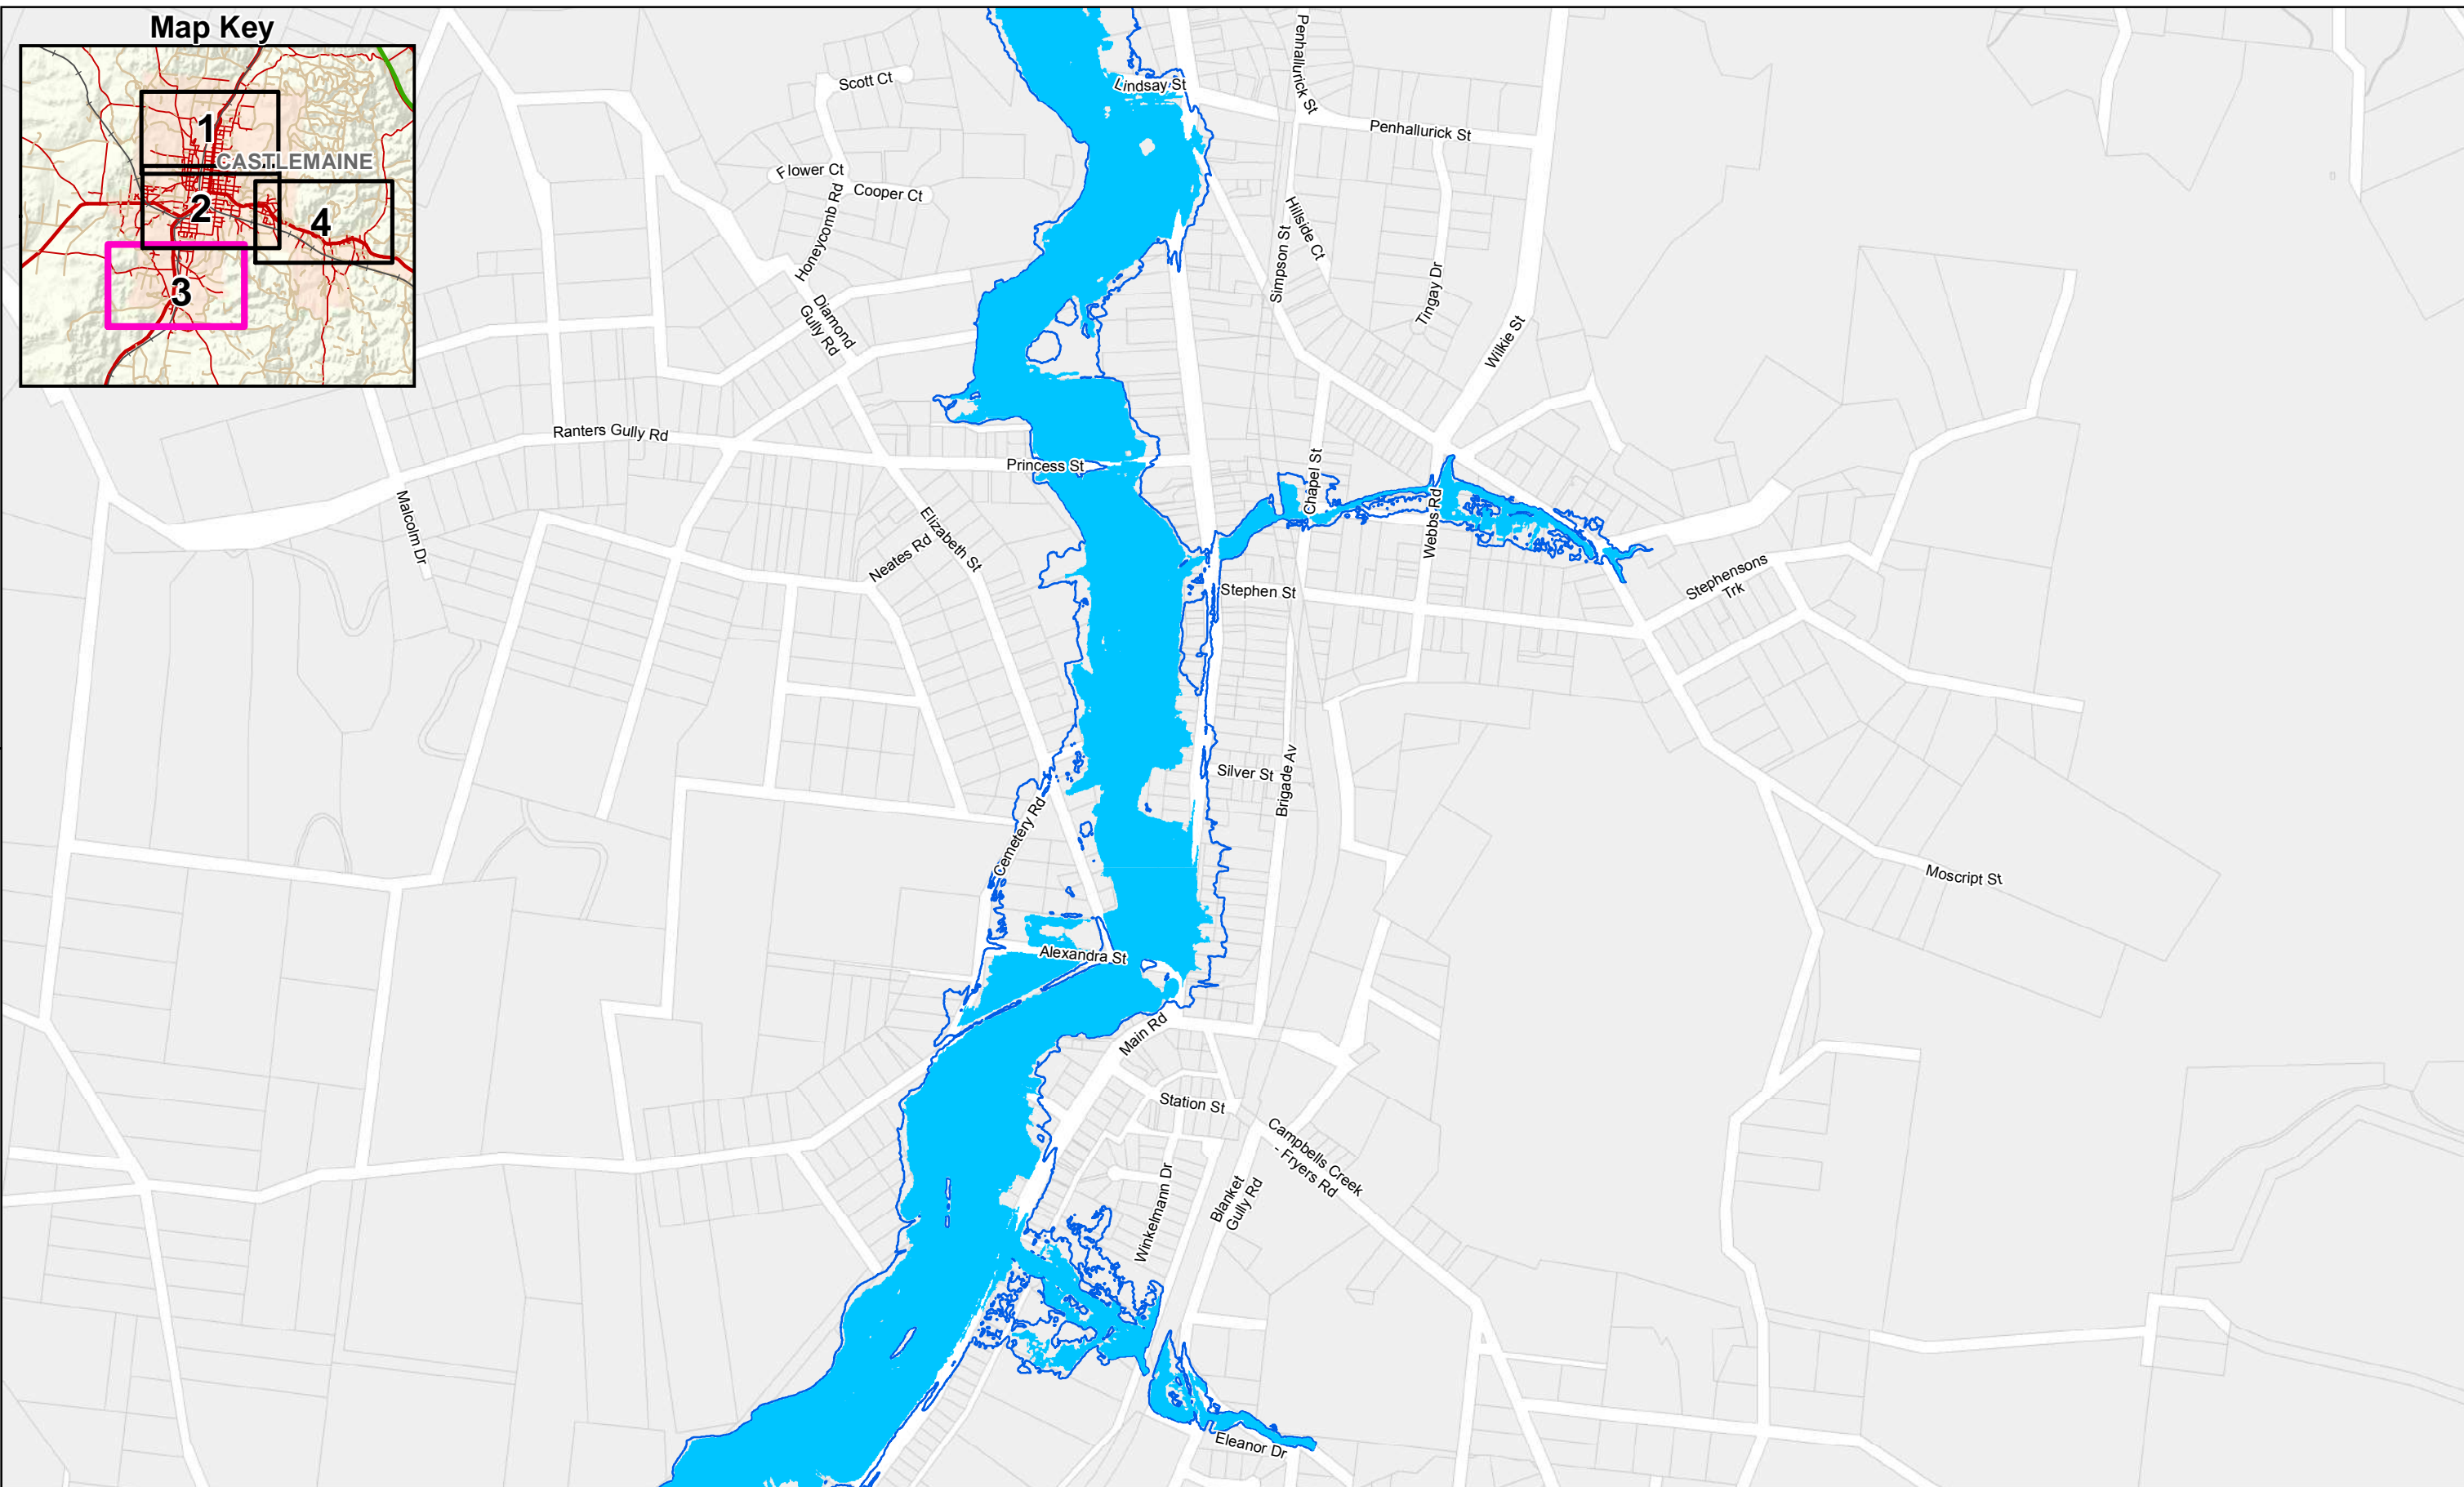 Map Key
1
CASTLEMAINE
2
4
3
Scott Ct
Flower Ct
Cooper Ct
Honeycomb Rd
Diamond
Gully Rd
Lindsay St
Penhallurick St
Penhallurick St
Simpson St
Hillside Ct
Tingay Dr
Wilkie St
Ranters Gully Rd
Princess St
Chapel St
Malcolm Dr
Elizabeth St
Neates Rd
Webbs Rd
Stephen St
Stephensons
Trk
Silver St
Brigade Av
Cemetery Rd
Moscript St
Alexandra St
Main Rd
Station St
Campbells Creek
- Fryers Rd
Winkelmann Dr
Blanket
Gully Rd
Eleanor Dr